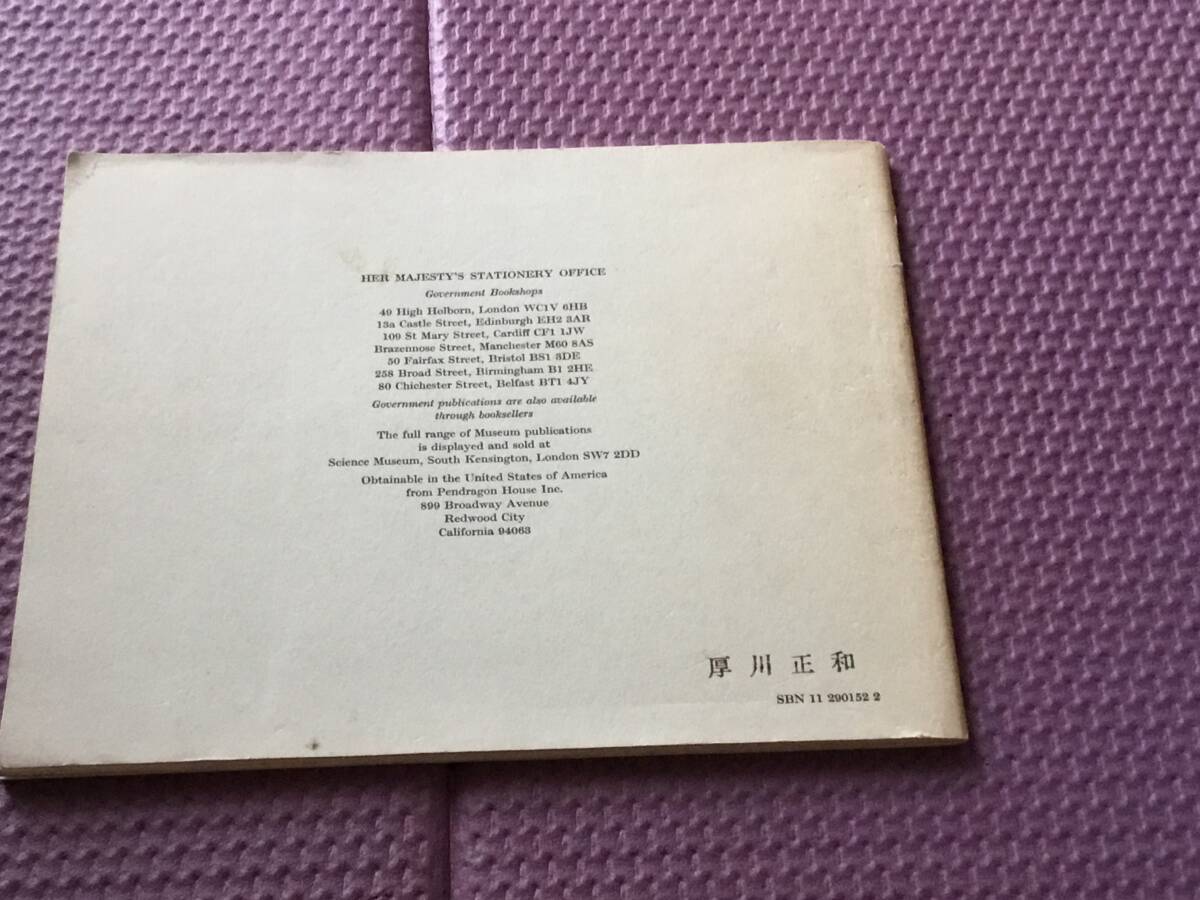 HER MAJESTY'S STATIONERY OFFICE
Government Bookshops
49 High Holborn, London WC1V 6HB
13a Castle Street, Edinburgh EH2 3AR
109 St Mary Street, Cardiff CF1 1JW
Brazennose Street, Manchester M60 8AS
50 Fairfax Street, Bristol BS1 3DE
258 Broad Street, Birmingham B1 2HE
80 Chichester Street, Belfast BT1 4JY
Government publications are also available
through booksellers
The full range of Museum publications
is displayed and sold at
Science Museum, South Kensington, London SW7 2DD
Obtainable in the United States of America
from Pendragon House Inc.
899 Broadway Avenue
Redwood City
California 94063
厚川正和
SBN 11 290152 2